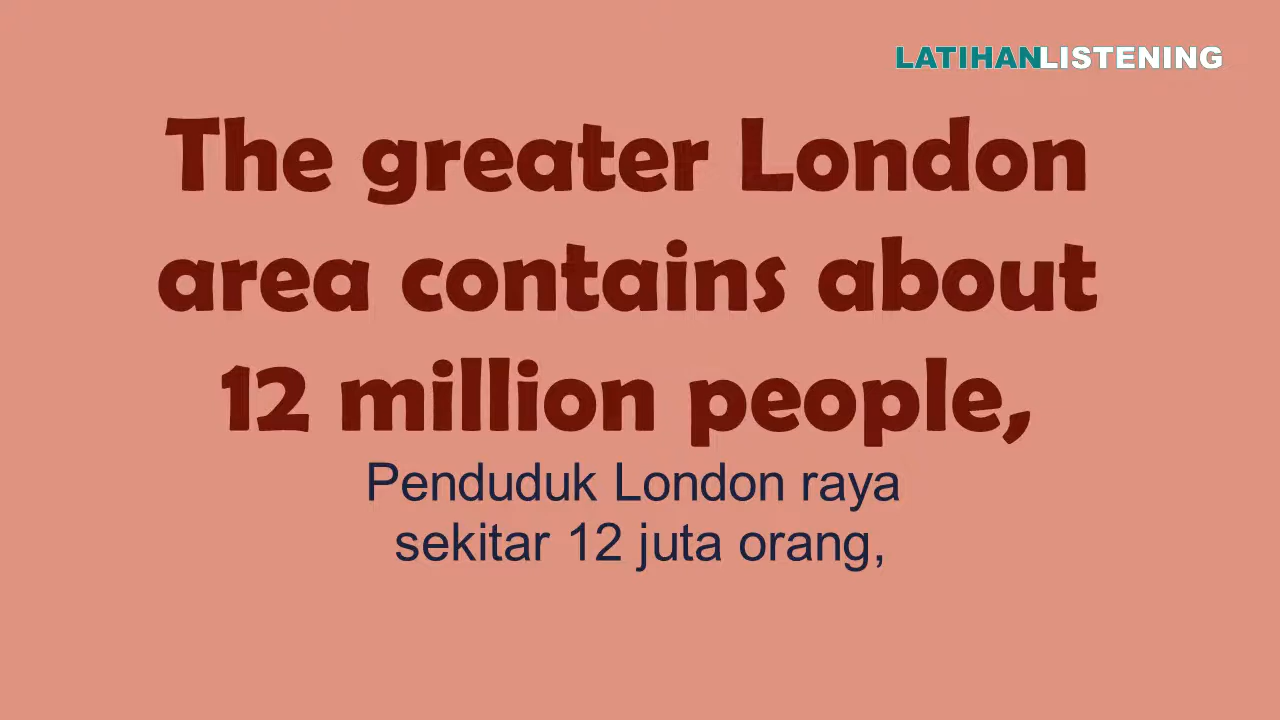 LATIHANLISTENING
The greater London
area contains about
12 million people,
Penduduk London raya
sekitar 12 juta orang,